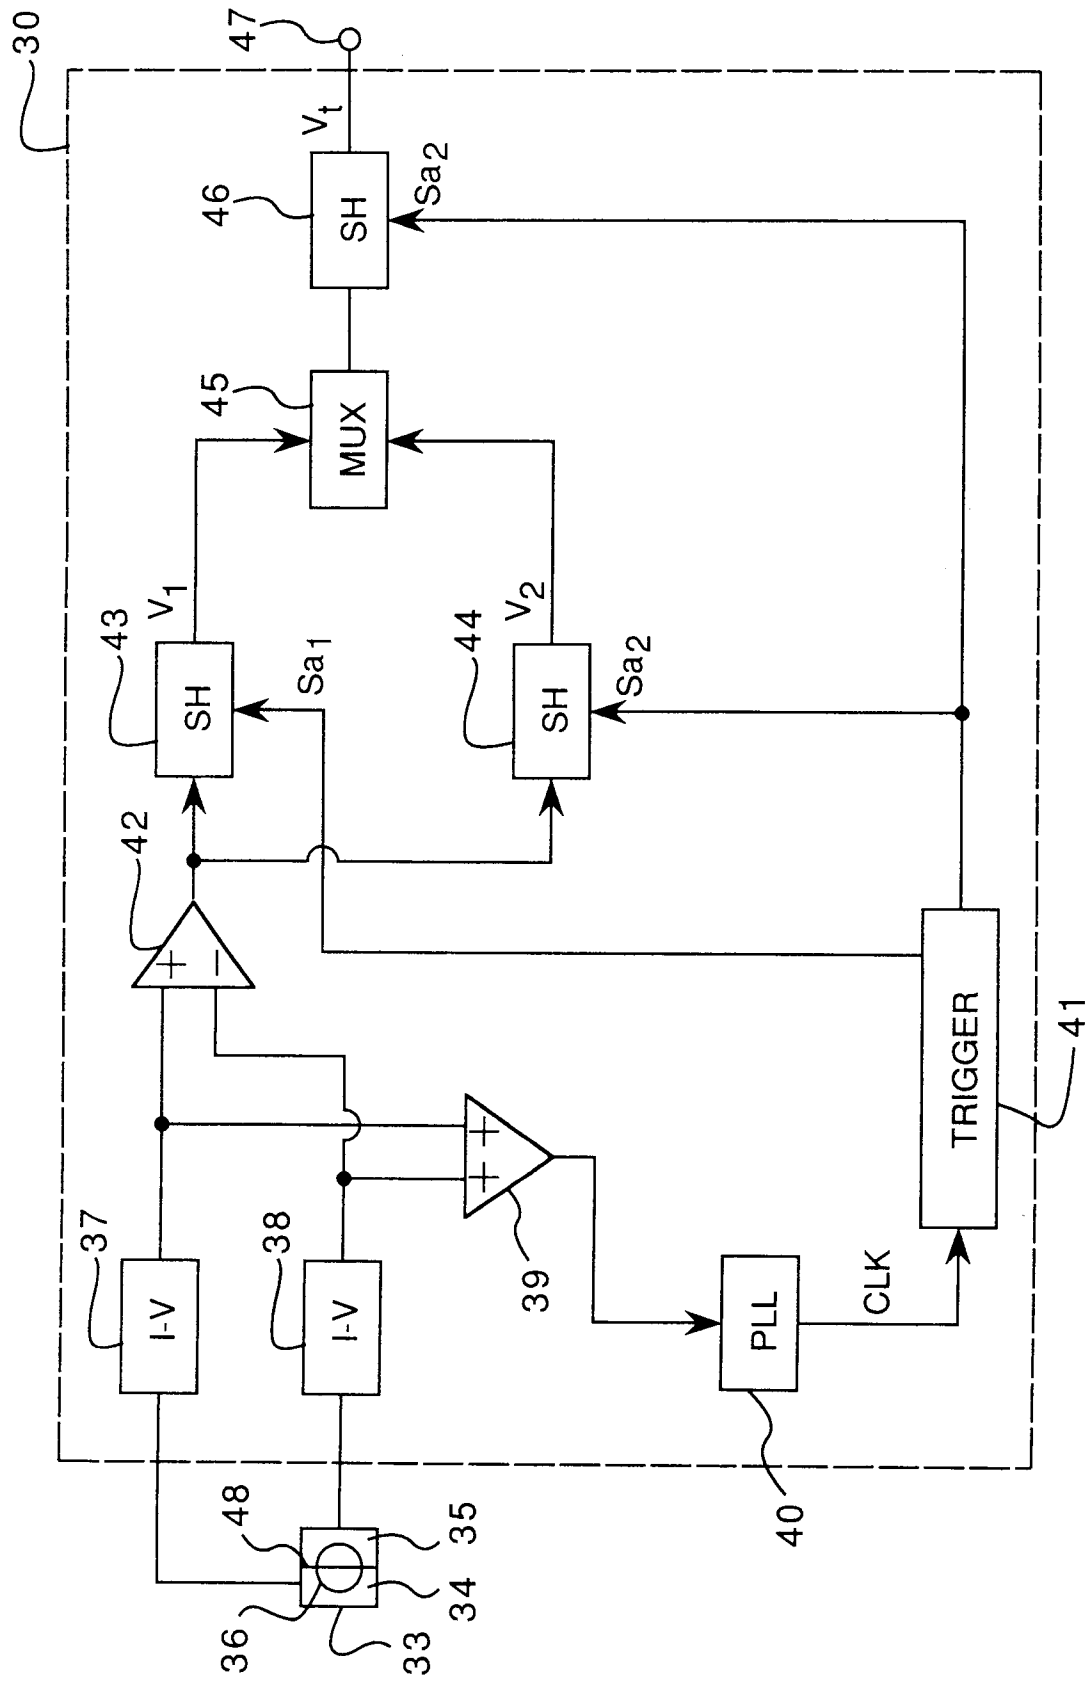 30
47
Vt
46
SH
Sa2
45
MUX
43
V1
SH
Sa1
44
V2
SH
Sa2
42
+
−
37
I-V
38
I-V
+
+
39
TRIGGER
41
PLL
CLK
40
48
35
34
36
33